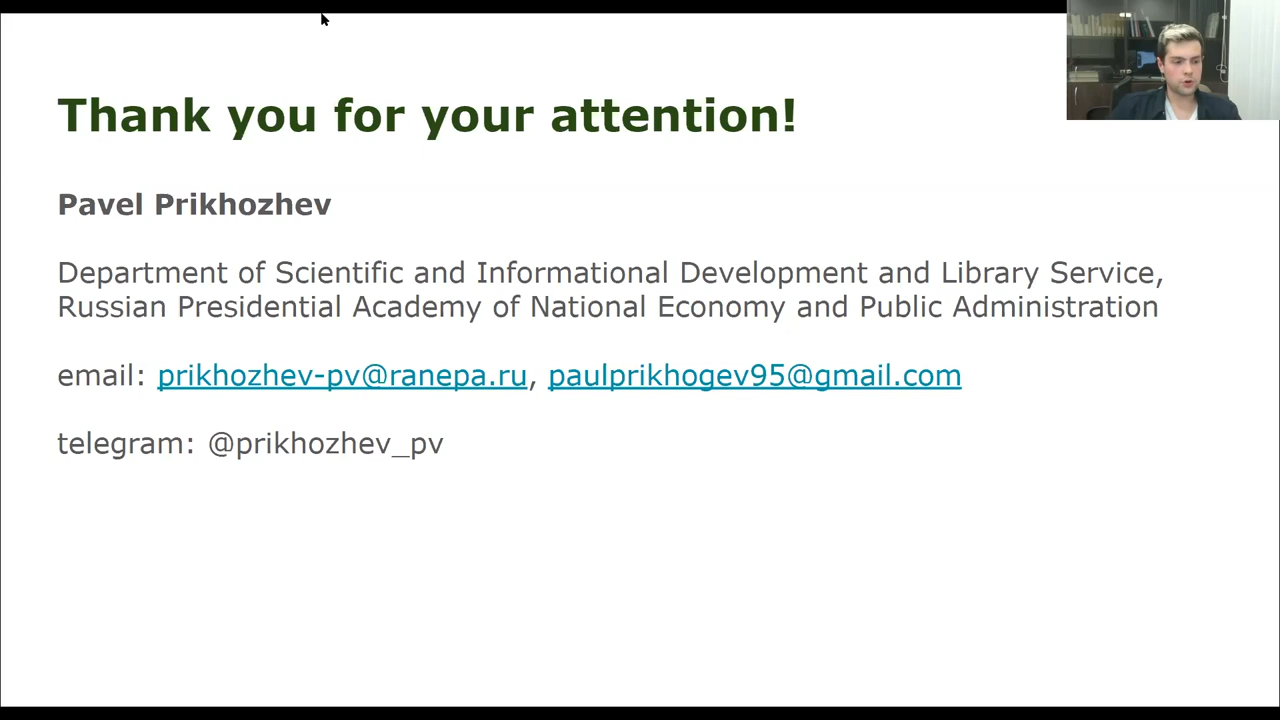 Thank you for your attention!
Pavel Prikhozhev
Department of Scientific and Informational Development and Library Service,
Russian Presidential Academy of National Economy and Public Administration
email: prikhozhev-pv@ranepa.ru, paulprikhogev95@gmail.com
telegram: @prikhozhev_pv